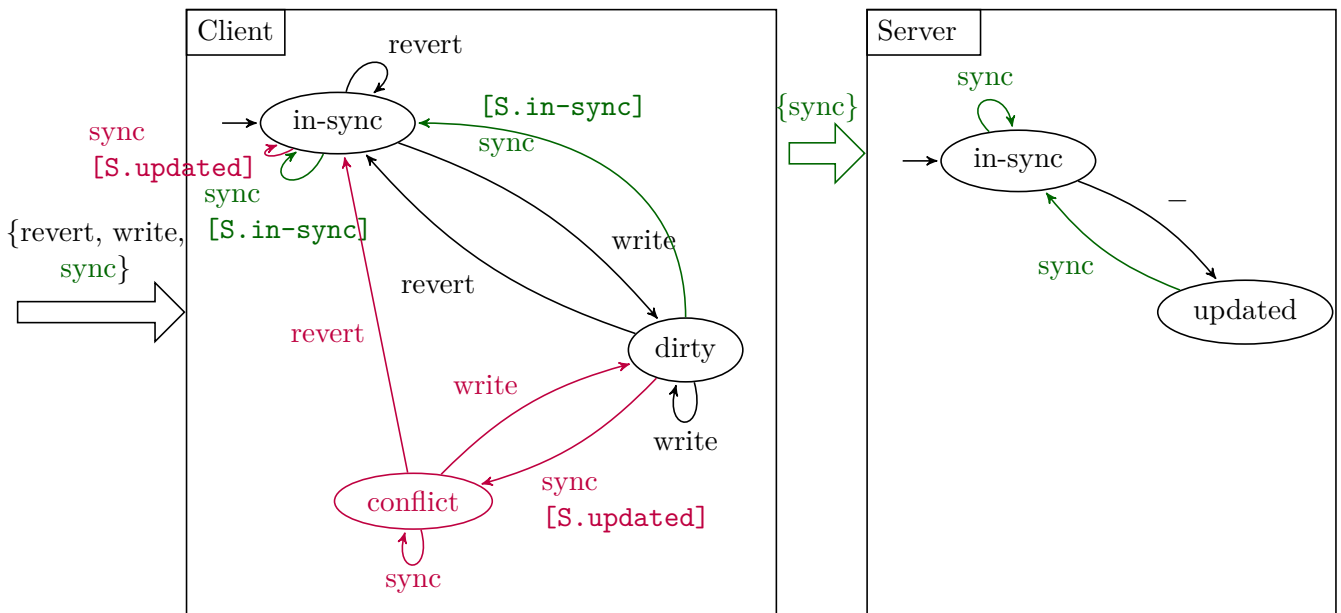 Client
revert
in-sync
[S.in-sync]
sync
sync
[S.updated]
sync
[S.in-sync]
{revert, write,
sync}
write
revert
revert
dirty
write
write
conflict
sync
[S.updated]
sync
{sync}
Server
sync
in-sync
–
sync
updated